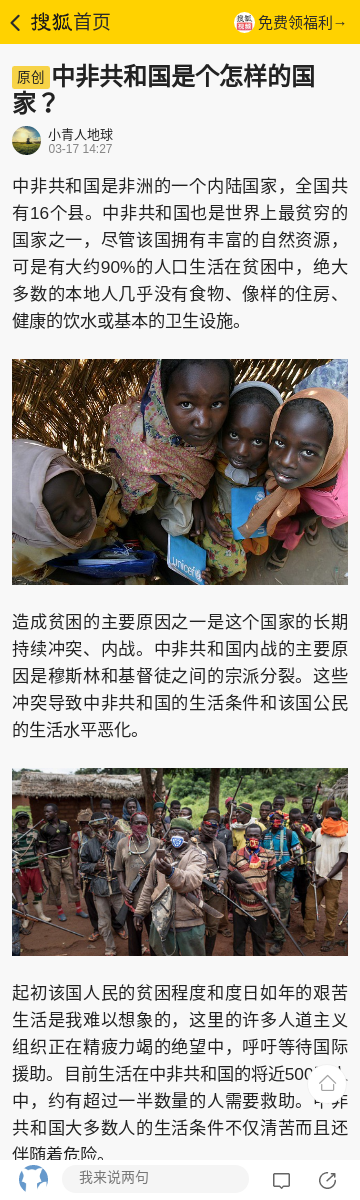 搜狐首页
搜狐视频 免费领福利→
原创 中非共和国是个怎样的国
家？
小青人地球
03-17 14:27
中非共和国是非洲的一个内陆国家，全国共
有16个县。中非共和国也是世界上最贫穷的
国家之一，尽管该国拥有丰富的自然资源，
可是有大约90%的人口生活在贫困中，绝大
多数的本地人几乎没有食物、像样的住房、
健康的饮水或基本的卫生设施。
unicef
造成贫困的主要原因之一是这个国家的长期
持续冲突、内战。中非共和国内战的主要原
因是穆斯林和基督徒之间的宗派分裂。这些
冲突导致中非共和国的生活条件和该国公民
的生活水平恶化。
起初该国人民的贫困程度和度日如年的艰苦
生活是我难以想象的，这里的许多人道主义
组织正在精疲力竭的绝望中，呼吁等待国际
援助。目前生活在中非共和国的将近500
中，约有超过一半数量的人需要救助。中非
共和国大多数人的生活条件不仅清苦而且还
伴随着危险。
我来说两句